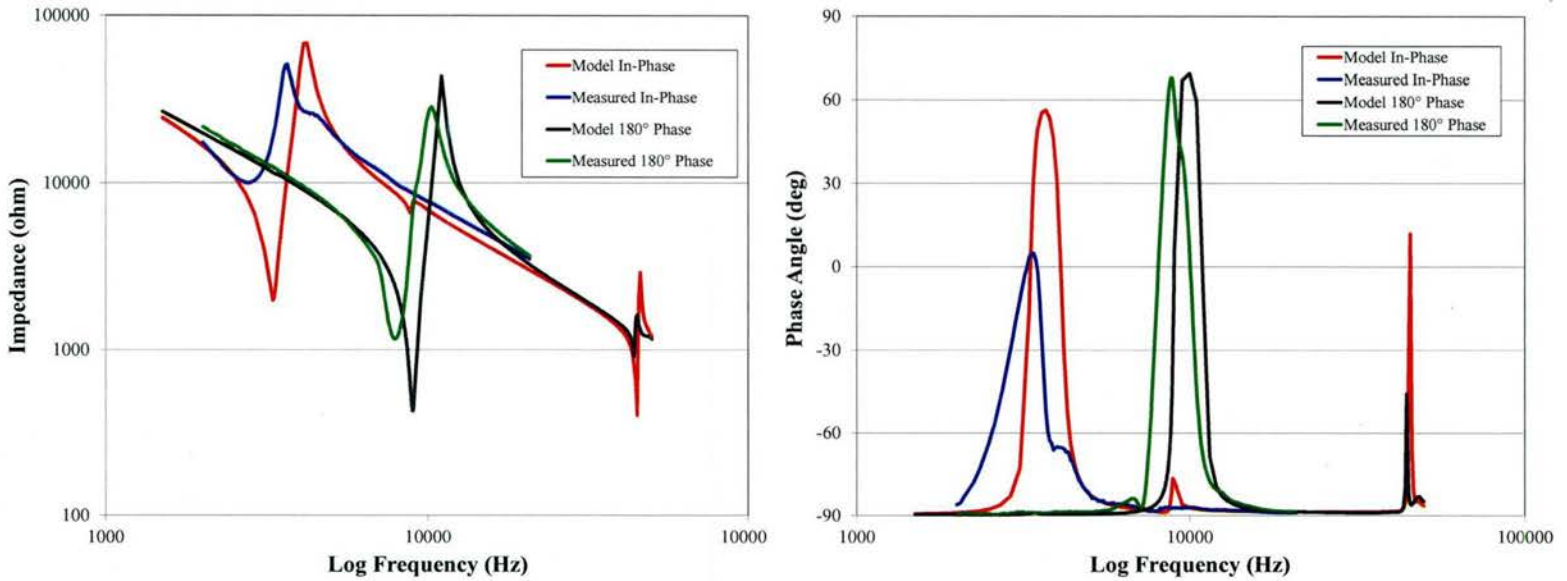 100000
10000
1000
100
Impedance (ohm)
Model In-Phase
Measured In-Phase
Model 180° Phase
Measured 180° Phase
1000
10000
10000
Log Frequency (Hz)
90
60
30
0
-30
-60
-90
Phase Angle (deg)
Model In-Phase
Measured In-Phase
Model 180° Phase
Measured 180° Phase
1000
10000
100000
Log Frequency (Hz)